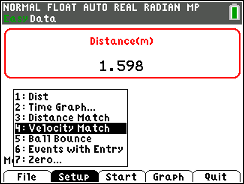 NORMAL FLOAT AUTO REAL RADIAN MP
Data
Distance(m)
1.598
1: Dist
2: Time Graph...
3: Distance Match
4: Velocity Match
5: Ball Bounce
6: Events with Entry
7: Zero...
File Setup Start Graph Quit